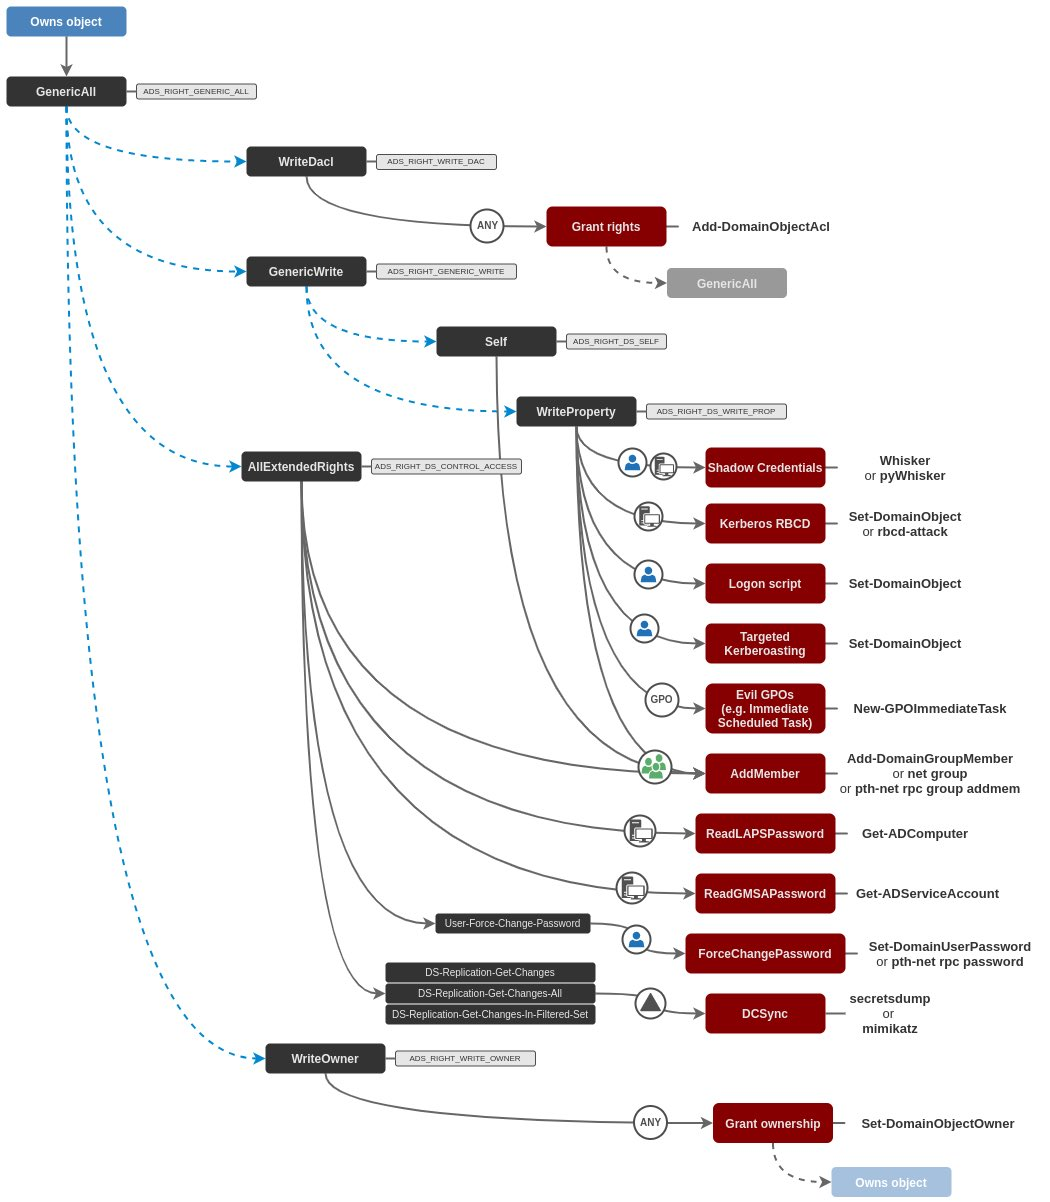 Owns object
GenericAll
ADS_RIGHT_GENERIC_ALL
WriteDacl
ADS_RIGHT_WRITE_DAC
ANY
Grant rights
Add-DomainObjectAcl
GenericAll
GenericWrite
ADS_RIGHT_GENERIC_WRITE
Self
ADS_RIGHT_DS_SELF
WriteProperty
ADS_RIGHT_DS_WRITE_PROP
AllExtendedRights
ADS_RIGHT_DS_CONTROL_ACCESS
Shadow Credentials
Whisker
or pyWhisker
Kerberos RBCD
Set-DomainObject
or rbcd-attack
Logon script
Set-DomainObject
Targeted
Kerberoasting
Set-DomainObject
GPO
Evil GPOs
(e.g. Immediate
Scheduled Task)
New-GPOImmediateTask
AddMember
Add-DomainGroupMember
or net group
or pth-net rpc group addmem
ReadLAPSPassword
Get-ADComputer
ReadGMSAPassword
Get-ADServiceAccount
User-Force-Change-Password
ForceChangePassword
Set-DomainUserPassword
or pth-net rpc password
DS-Replication-Get-Changes
DS-Replication-Get-Changes-All
DS-Replication-Get-Changes-In-Filtered-Set
DCSync
secretsdump
or
mimikatz
WriteOwner
ADS_RIGHT_WRITE_OWNER
ANY
Grant ownership
Set-DomainObjectOwner
Owns object